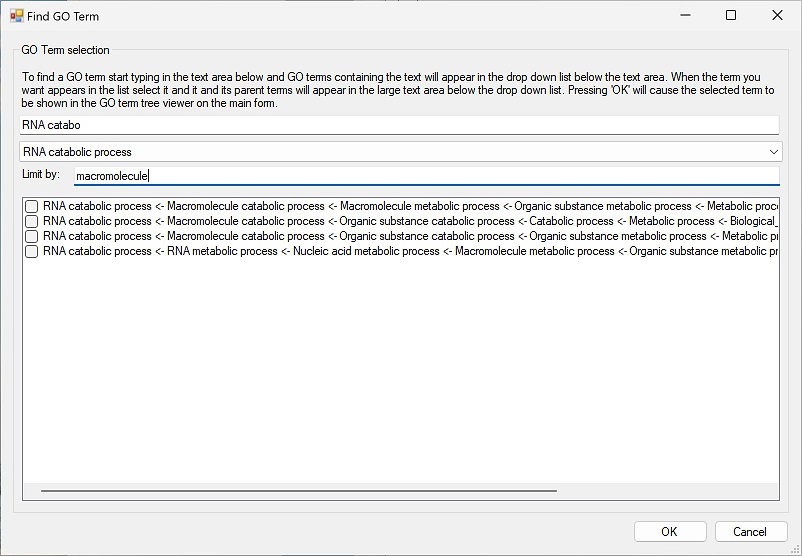 Find GO Term
GO Term selection
To find a GO term start typing in the text area below and GO terms containing the text will appear in the drop down list below the text area. When the term you
want appears in the list select it and it and its parent terms will appear in the large text area below the drop down list. Pressing 'OK' will cause the selected term to
be shown in the GO term tree viewer on the main form.
RNA catabo
RNA catabolic process
Limit by: macromolecule
RNA catabolic process <- Macromolecule catabolic process <- Macromolecule metabolic process <- Organic substance metabolic process <- Metabolic proc
RNA catabolic process <- Macromolecule catabolic process <- Organic substance catabolic process <- Catabolic process <- Metabolic process <- Biological_
RNA catabolic process <- Macromolecule catabolic process <- Organic substance catabolic process <- Organic substance metabolic process <- Metabolic pr
RNA catabolic process <- RNA metabolic process <- Nucleic acid metabolic process <- Macromolecule metabolic process <- Organic substance metabolic pr
OK Cancel